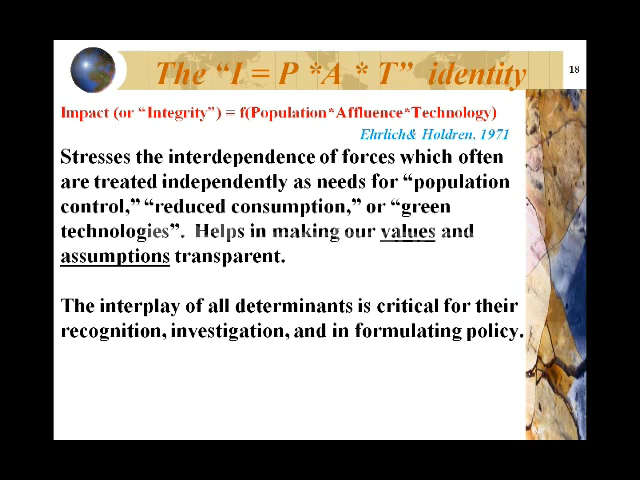 The “I = P *A * T” identity
18
Impact (or “Integrity”) = f(Population*Affluence*Technology)
Ehrlich& Holdren, 1971
Stresses the interdependence of forces which often
are treated independently as needs for “population
control,” “reduced consumption,” or “green
technologies”.  Helps in making our values and
assumptions transparent.
The interplay of all determinants is critical for their
recognition, investigation, and in formulating policy.